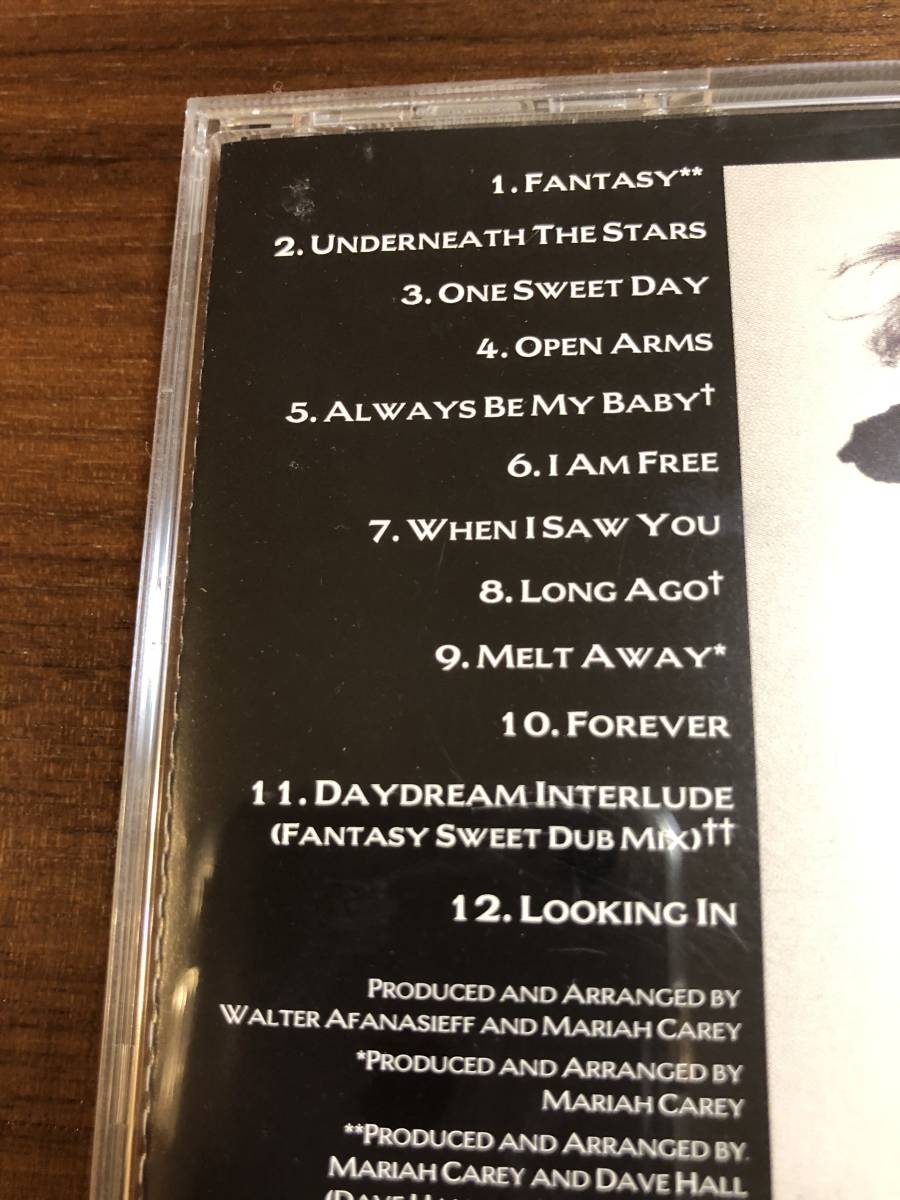 1. FANTASY**
2. UNDERNEATH THE STARS
3. ONE SWEET DAY
4. OPEN ARMS
5. ALWAYS BE MY BABY†
6. I AM FREE
7. WHEN I SAW YOU
8. LONG AGO†
9. MELT AWAY*
10. FOREVER
11. DAYDREAM INTERLUDE
(FANTASY SWEET DUB MIX)††
12. LOOKING IN
PRODUCED AND ARRANGED BY
WALTER AFANASIEFF AND MARIAH CAREY
*PRODUCED AND ARRANGED BY
MARIAH CAREY
**PRODUCED AND ARRANGED BY
MARIAH CAREY AND DAVE HALL